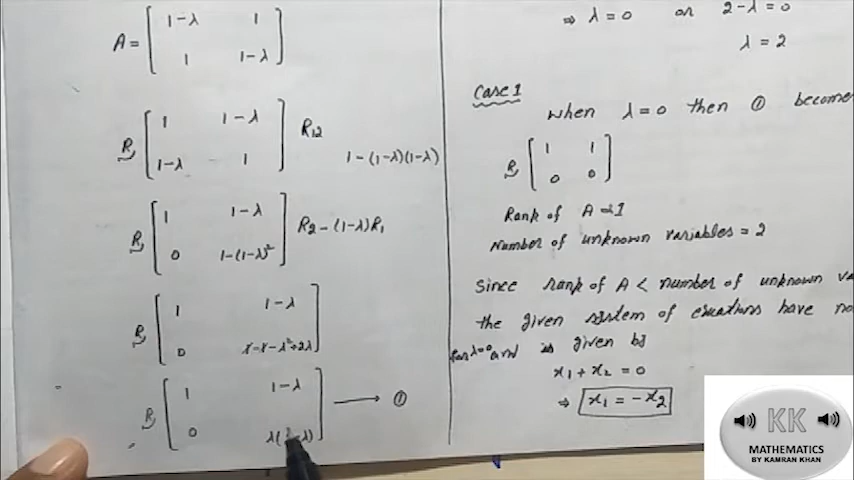 A = [ 1-λ 1
1 1-λ ]
R [ 1 1-λ
1-λ 1 ] R12
1-(1-λ)(1-λ)
R [ 1 1-λ
0 1-(1-λ)² ] R2-(1-λ)R1
R [ 1 1-λ
0 1-1-λ²+2λ ]
R [ 1 1-λ
0 λ(2-λ) ] → ①
⇒ λ=0 or 2-λ=0
λ=2
Case 1
when λ=0 then ① become
R [ 1 1
0 0 ]
Rank of A = 1
Number of unknown variables = 2
Since rank of A < number of unknown va
the given system of equations have no
for λ=0 and is given by
x1 + x2 = 0
⇒ x1 = -x2
KK
MATHEMATICS
BY KAMRAN KHAN